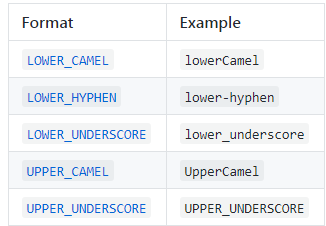 Format Example
LOWER_CAMEL lowerCamel
LOWER_HYPHEN lower-hyphen
LOWER_UNDERSCORE lower_underscore
UPPER_CAMEL UpperCamel
UPPER_UNDERSCORE UPPER_UNDERSCORE